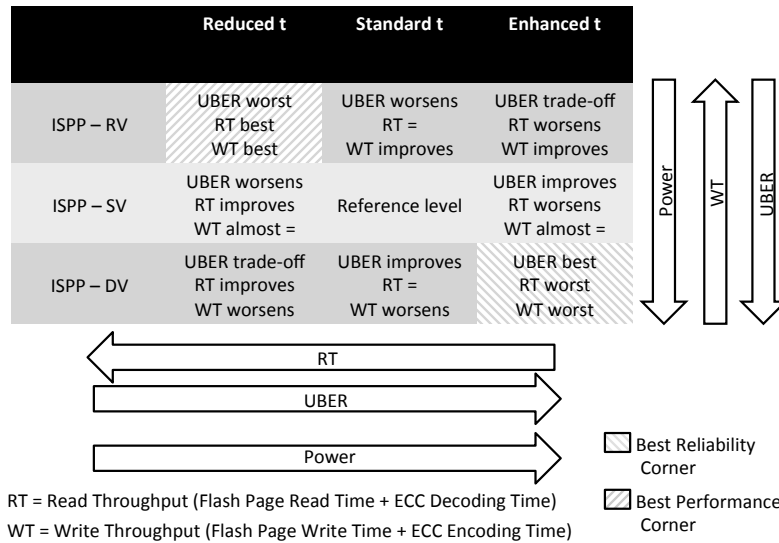 Reduced t Standard t Enhanced t
ISPP – RV
UBER worst
RT best
WT best
UBER worsens
RT =
WT improves
UBER trade-off
RT worsens
WT improves
ISPP – SV
UBER worsens
RT improves
WT almost =
Reference level
UBER improves
RT worsens
WT almost =
ISPP – DV
UBER trade-off
RT improves
WT worsens
UBER improves
RT =
WT worsens
UBER best
RT worst
WT worst
Power
WT
UBER
RT
UBER
Power
Best Reliability
Corner
Best Performance
Corner
RT = Read Throughput (Flash Page Read Time + ECC Decoding Time)
WT = Write Throughput (Flash Page Write Time + ECC Encoding Time)